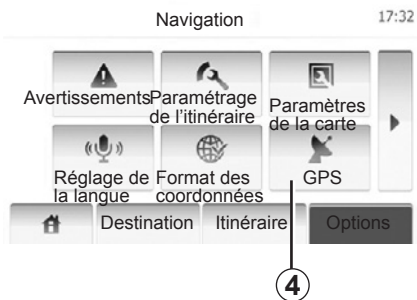 Navigation
17:32
Avertissements
Paramétrage
de l'itinéraire
Paramètres
de la carte
Réglage de
la langue
Format des
coordonnées
GPS
Destination
Itinéraire
Options
4